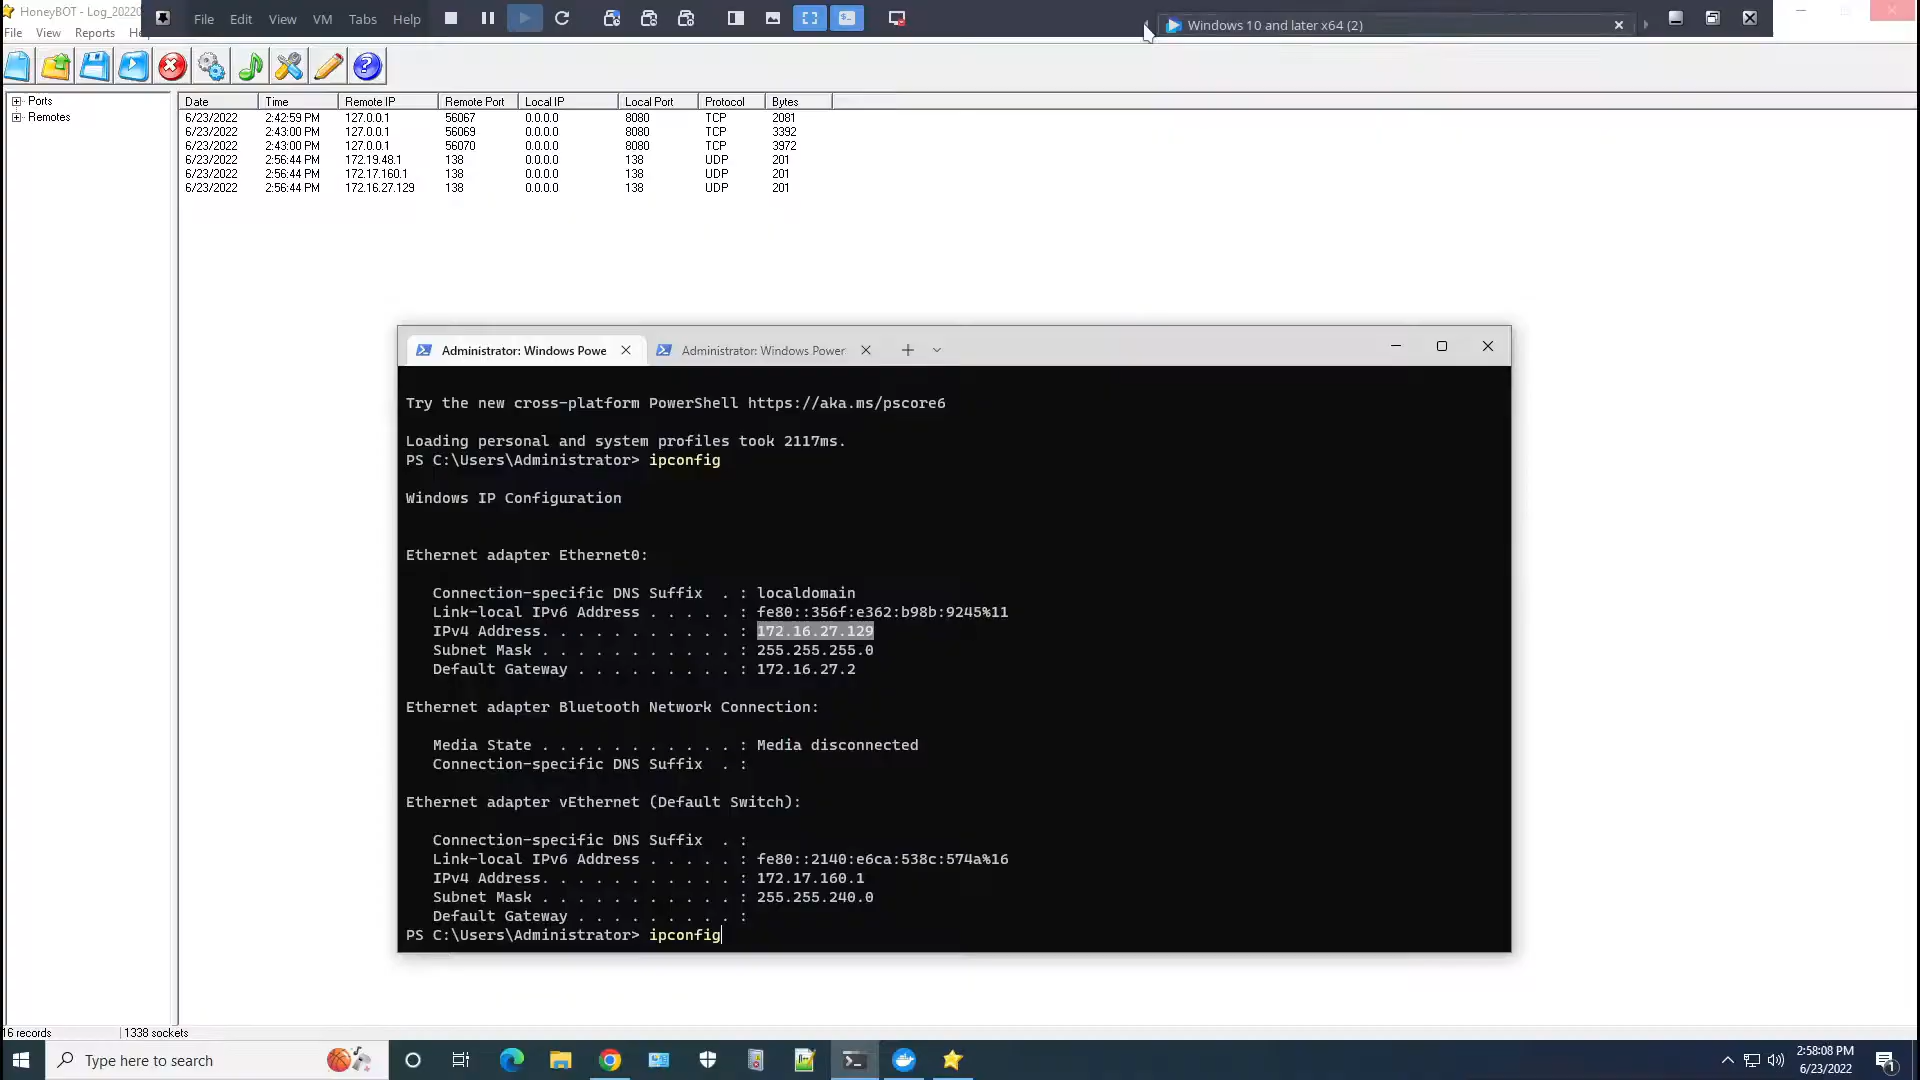 HoneyBOT - Log_20220
File Edit View VM Tabs Help
Windows 10 and later x64 (2)
File View Reports He
Ports
Remotes
Date Time Remote IP Remote Port Local IP Local Port Protocol Bytes
6/23/2022 2:42:59 PM 127.0.0.1 56067 0.0.0.0 8080 TCP 2081
6/23/2022 2:43:00 PM 127.0.0.1 56069 0.0.0.0 8080 TCP 3392
6/23/2022 2:43:00 PM 127.0.0.1 56070 0.0.0.0 8080 TCP 3972
6/23/2022 2:56:44 PM 172.19.48.1 138 0.0.0.0 138 UDP 201
6/23/2022 2:56:44 PM 172.17.160.1 138 0.0.0.0 138 UDP 201
6/23/2022 2:56:44 PM 172.16.27.129 138 0.0.0.0 138 UDP 201
Administrator: Windows Powe Administrator: Windows Power
Try the new cross-platform PowerShell https://aka.ms/pscore6
Loading personal and system profiles took 2117ms.
PS C:\Users\Administrator> ipconfig
Windows IP Configuration
Ethernet adapter Ethernet0:
Connection-specific DNS Suffix . : localdomain
Link-local IPv6 Address . . . . . : fe80::356f:e362:b98b:9245%11
IPv4 Address. . . . . . . . . . . : 172.16.27.129
Subnet Mask . . . . . . . . . . . : 255.255.255.0
Default Gateway . . . . . . . . . : 172.16.27.2
Ethernet adapter Bluetooth Network Connection:
Media State . . . . . . . . . . . : Media disconnected
Connection-specific DNS Suffix . :
Ethernet adapter vEthernet (Default Switch):
Connection-specific DNS Suffix . :
Link-local IPv6 Address . . . . . : fe80::2140:e6ca:538c:574a%16
IPv4 Address. . . . . . . . . . . : 172.17.160.1
Subnet Mask . . . . . . . . . . . : 255.255.240.0
Default Gateway . . . . . . . . . :
PS C:\Users\Administrator> ipconfig
16 records 1338 sockets
Type here to search
2:58:08 PM
6/23/2022
1